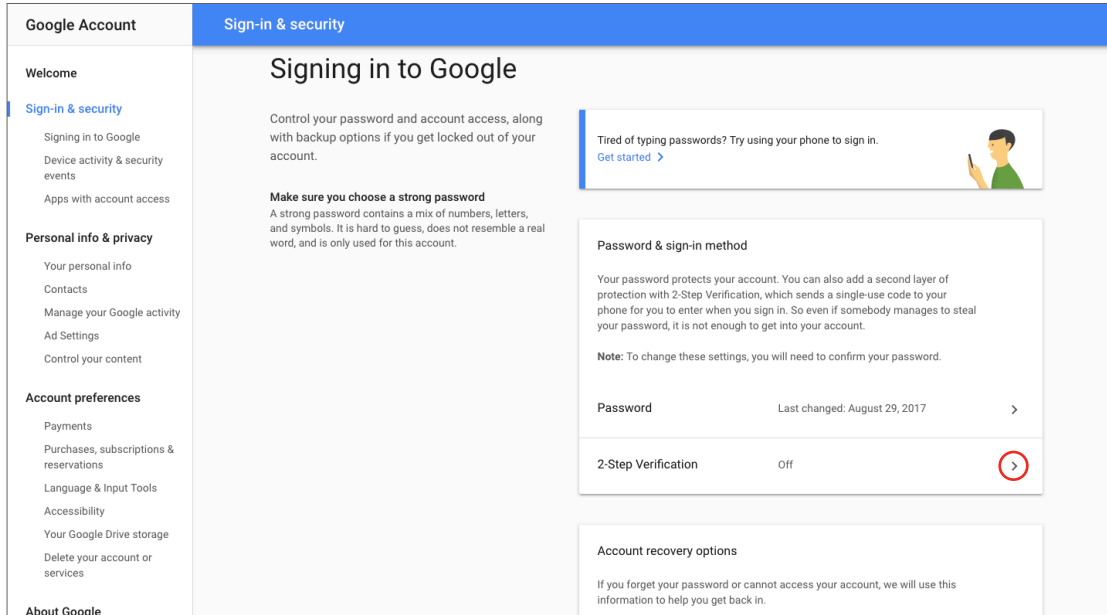 Google Account
Sign-in & security
Welcome
Sign-in & security
Signing in to Google
Device activity & security
events
Apps with account access
Personal info & privacy
Your personal info
Contacts
Manage your Google activity
Ad Settings
Control your content
Account preferences
Payments
Purchases, subscriptions &
reservations
Language & Input Tools
Accessibility
Your Google Drive storage
Delete your account or
services
About Google
Signing in to Google
Control your password and account access, along
with backup options if you get locked out of your
account.
Make sure you choose a strong password
A strong password contains a mix of numbers, letters,
and symbols. It is hard to guess, does not resemble a real
word, and is only used for this account.
Tired of typing passwords? Try using your phone to sign in.
Get started
Password & sign-in method
Your password protects your account. You can also add a second layer of
protection with 2-Step Verification, which sends a single-use code to your
phone for you to enter when you sign in. So even if somebody manages to steal
your password, it is not enough to get into your account.
Note: To change these settings, you will need to confirm your password.
Password Last changed: August 29, 2017
2-Step Verification Off
Account recovery options
If you forget your password or cannot access your account, we will use this
information to help you get back in.